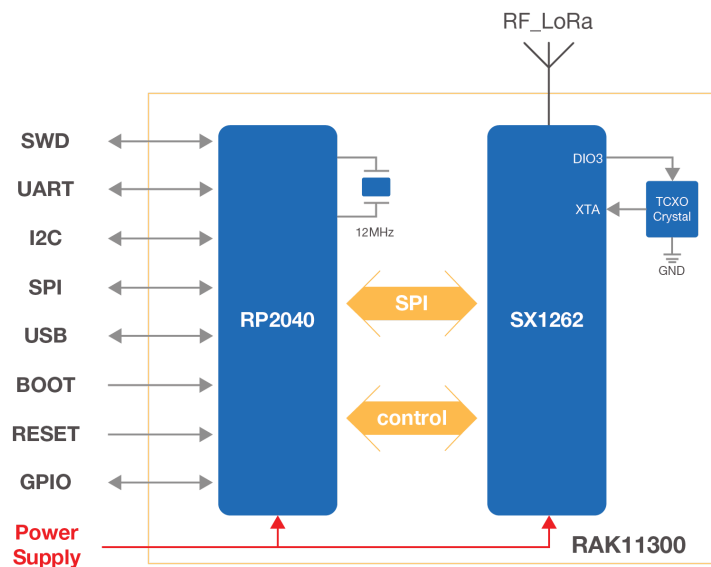 RF_LoRa
SWD
UART
I2C
SPI
USB
BOOT
RESET
GPIO
Power
Supply
RP2040
12MHz
SPI
control
SX1262
DIO3
XTA
TCXO
Crystal
GND
RAK11300